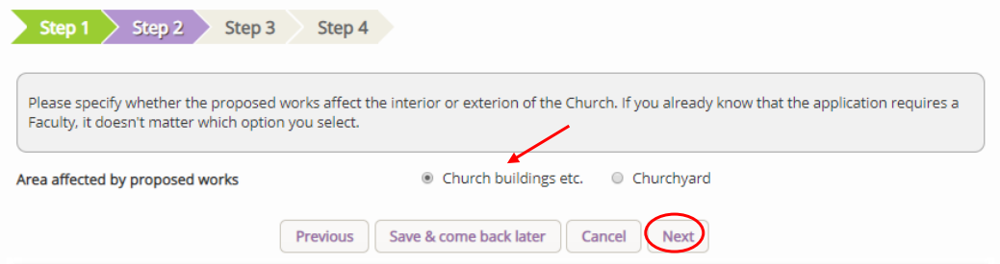 Step 1 Step 2 Step 3 Step 4
Please specify whether the proposed works affect the interior or exterion of the Church. If you already know that the application requires a
Faculty, it doesn't matter which option you select.
Area affected by proposed works Church buildings etc. Churchyard
Previous Save & come back later Cancel Next